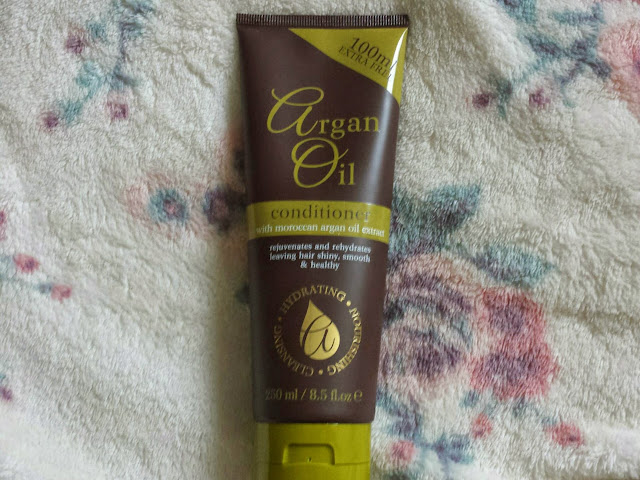 100ml
EXTRA FREE
Argan
Oil
conditioner
with moroccan argan oil extract
rejuvenates and rehydrates
leaving hair shiny, smooth
& healthy
CLEANSING • HYDRATING • NOURISHING •
a
250 ml / 8.5 fl.oz ℮